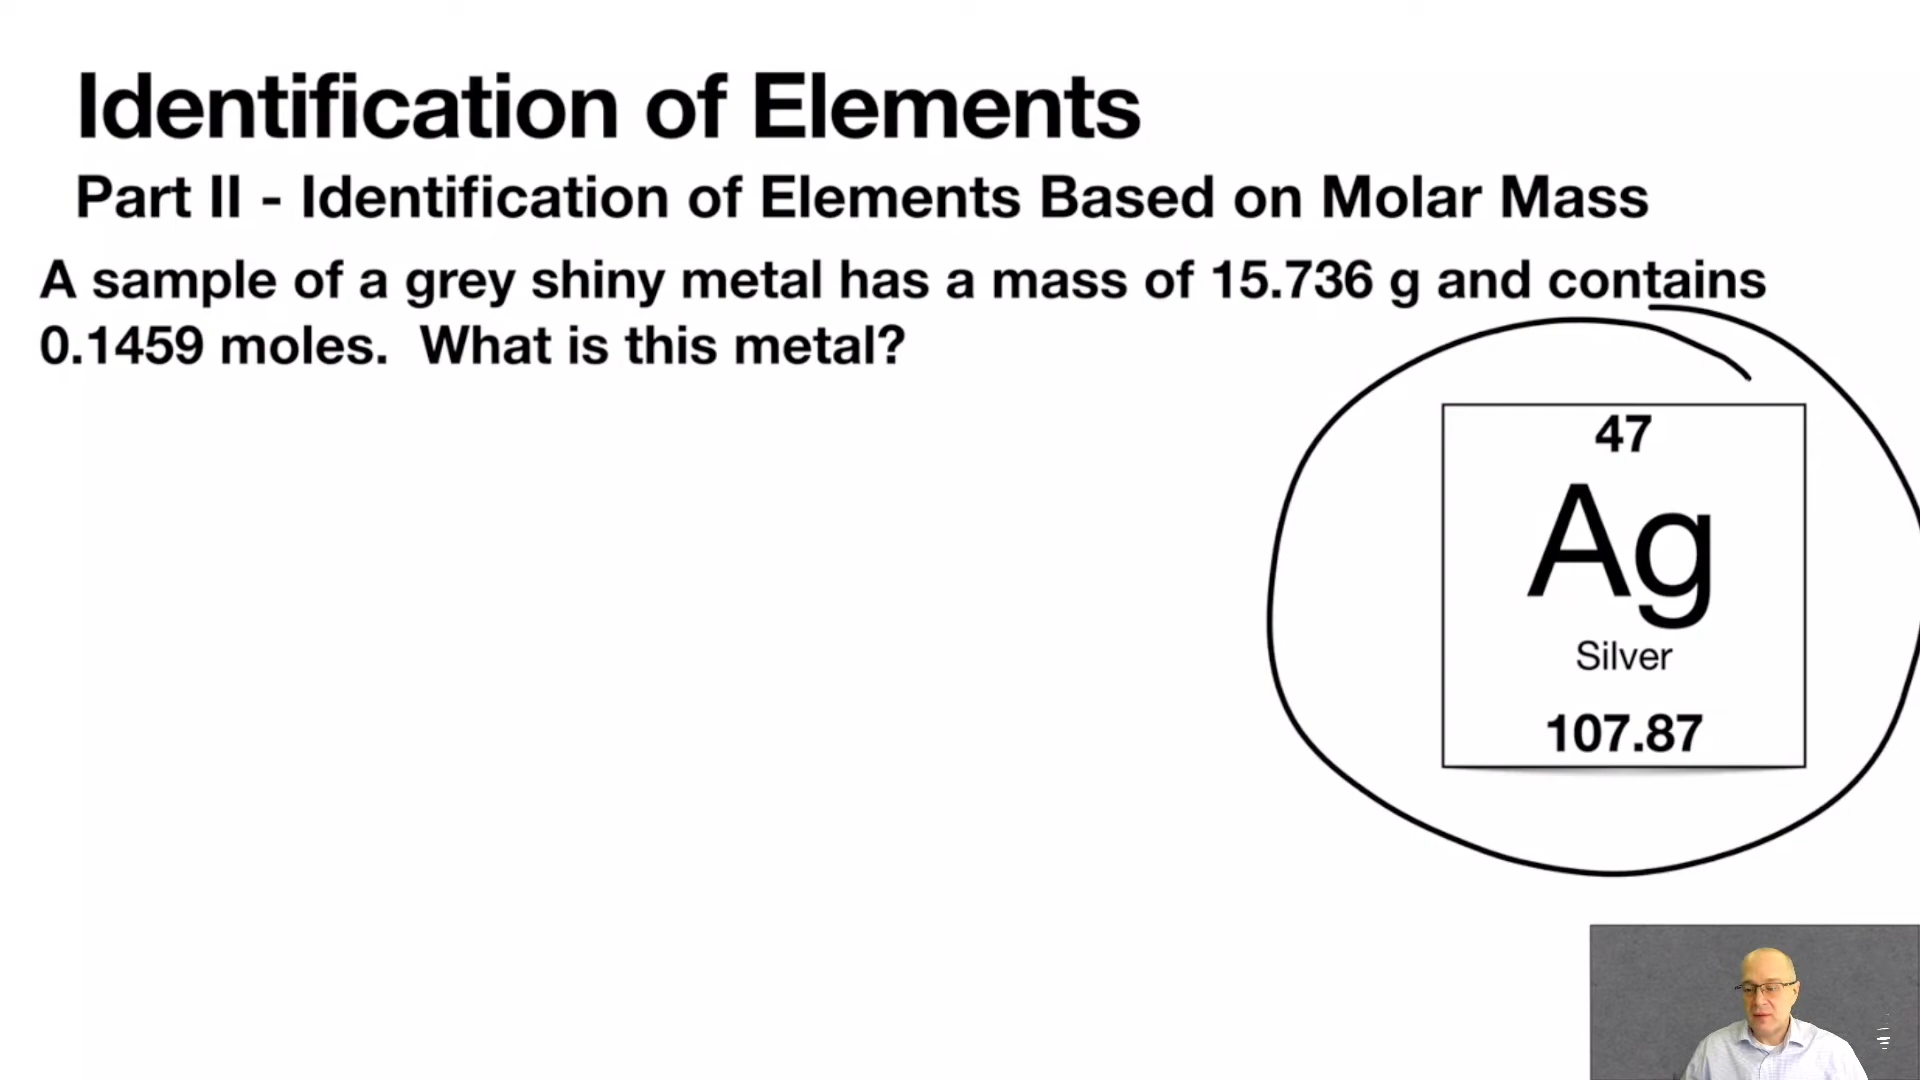 Identification of Elements
Part II - Identification of Elements Based on Molar Mass
A sample of a grey shiny metal has a mass of 15.736 g and contains
0.1459 moles.  What is this metal?
47
Ag
Silver
107.87